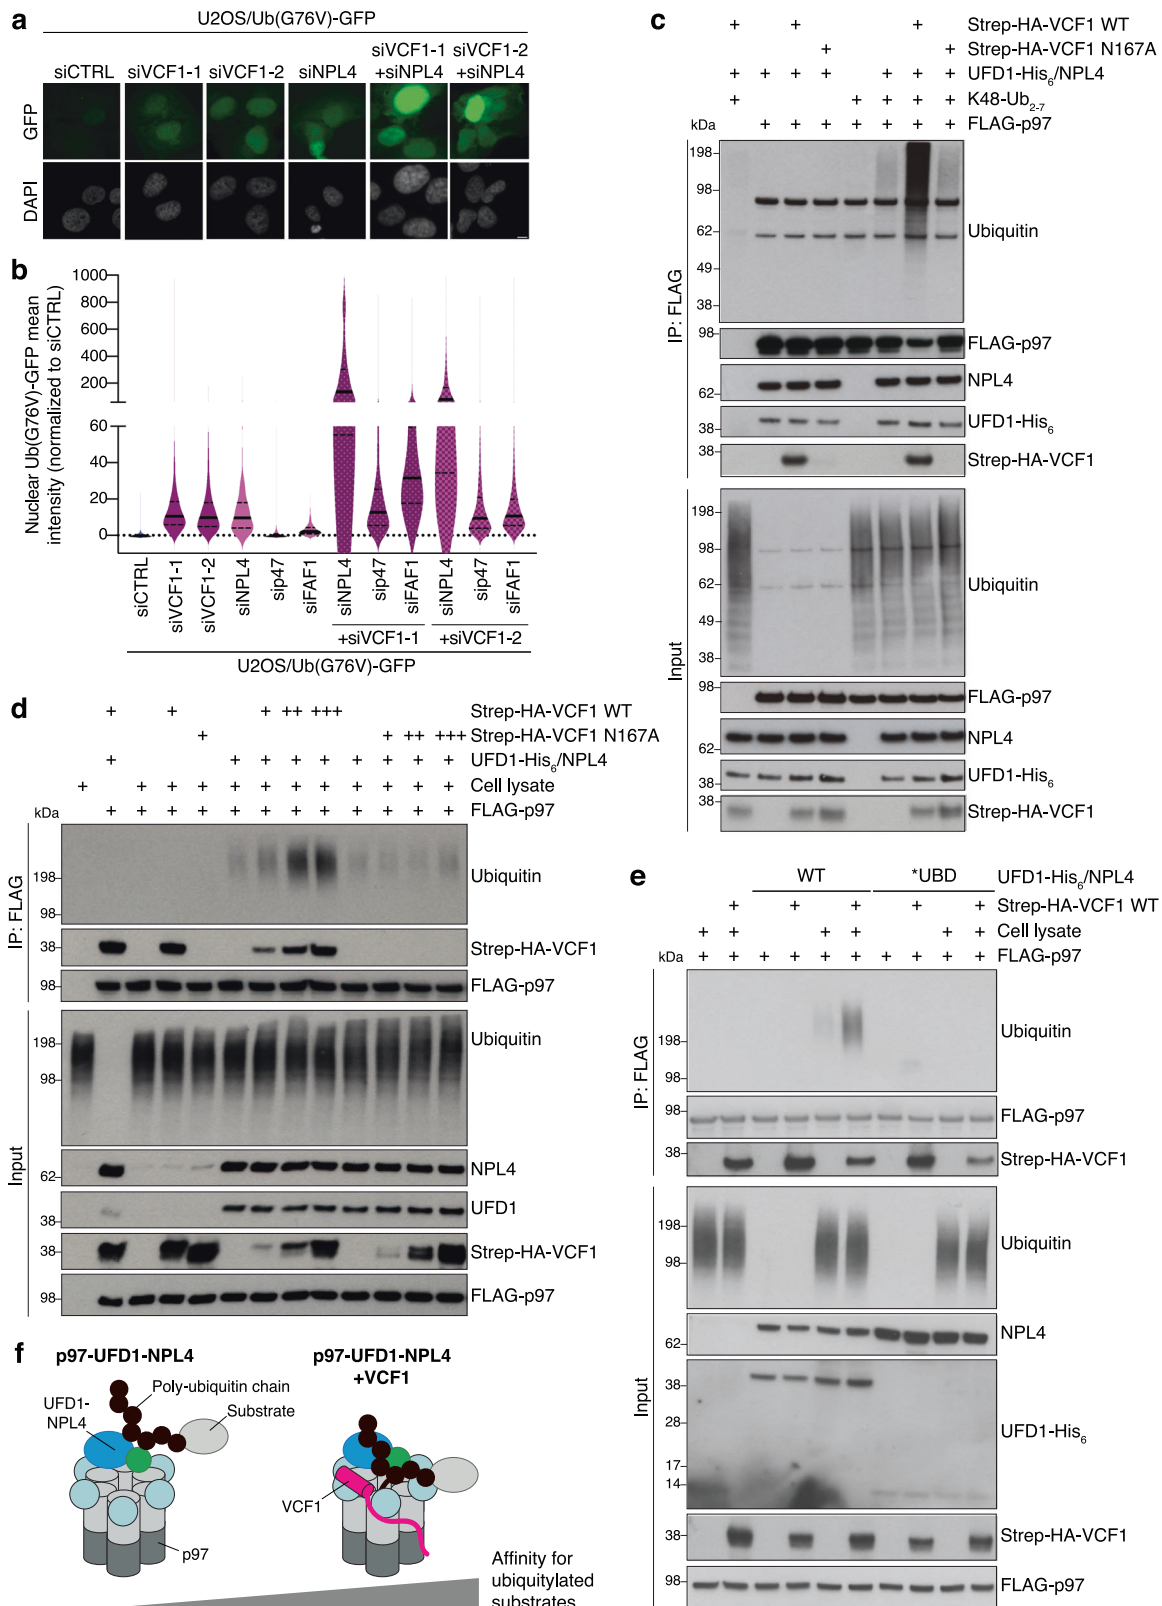 a
U2OS/Ub(G76V)-GFP
siCTRL siVCF1-1 siVCF1-2 siNPL4 siVCF1-1 +siNPL4 siVCF1-2 +siNPL4
GFP
DAPI
b
Nuclear Ub(G76V)-GFP mean
intensity (normalized to siCTRL)
1000
800
600
400
200
60
40
20
0
siCTRL siVCF1-1 siVCF1-2 siNPL4 sip47 siFAF1 siNPL4 sip47 siFAF1 siNPL4 sip47 siFAF1
+siVCF1-1 +siVCF1-2
U2OS/Ub(G76V)-GFP
c
+ + + Strep-HA-VCF1 WT
+ + Strep-HA-VCF1 N167A
+ + + + + + + UFD1-His6/NPL4
+ + + + + K48-Ub2-7
+ + + + + + + FLAG-p97
kDa
IP: FLAG
198
98
62
49
38
Ubiquitin
98
FLAG-p97
62
NPL4
38
UFD1-His6
38
Strep-HA-VCF1
Input
198
98
62
49
38
Ubiquitin
98
FLAG-p97
62
NPL4
38
UFD1-His6
38
Strep-HA-VCF1
d
+ + + ++ +++ Strep-HA-VCF1 WT
+ + ++ +++ Strep-HA-VCF1 N167A
+ + + + + + + + + UFD1-His6/NPL4
+ + + + + + + + + + + + Cell lysate
+ + + + + + + + + + + + FLAG-p97
kDa
IP: FLAG
198
98
Ubiquitin
38
Strep-HA-VCF1
98
FLAG-p97
Input
198
98
Ubiquitin
62
NPL4
38
UFD1
38
Strep-HA-VCF1
98
FLAG-p97
e
WT *UBD UFD1-His6/NPL4
+ + + + + Strep-HA-VCF1 WT
+ + + + + + Cell lysate
+ + + + + + + + + + FLAG-p97
kDa
IP: FLAG
198
98
Ubiquitin
98
FLAG-p97
38
Strep-HA-VCF1
Input
198
98
Ubiquitin
62
NPL4
38
28
17
14
UFD1-His6
38
Strep-HA-VCF1
98
FLAG-p97
f
p97-UFD1-NPL4
p97-UFD1-NPL4
+VCF1
Poly-ubiquitin chain
UFD1-
NPL4
Substrate
VCF1
p97
Affinity for
ubiquitylated
substrates